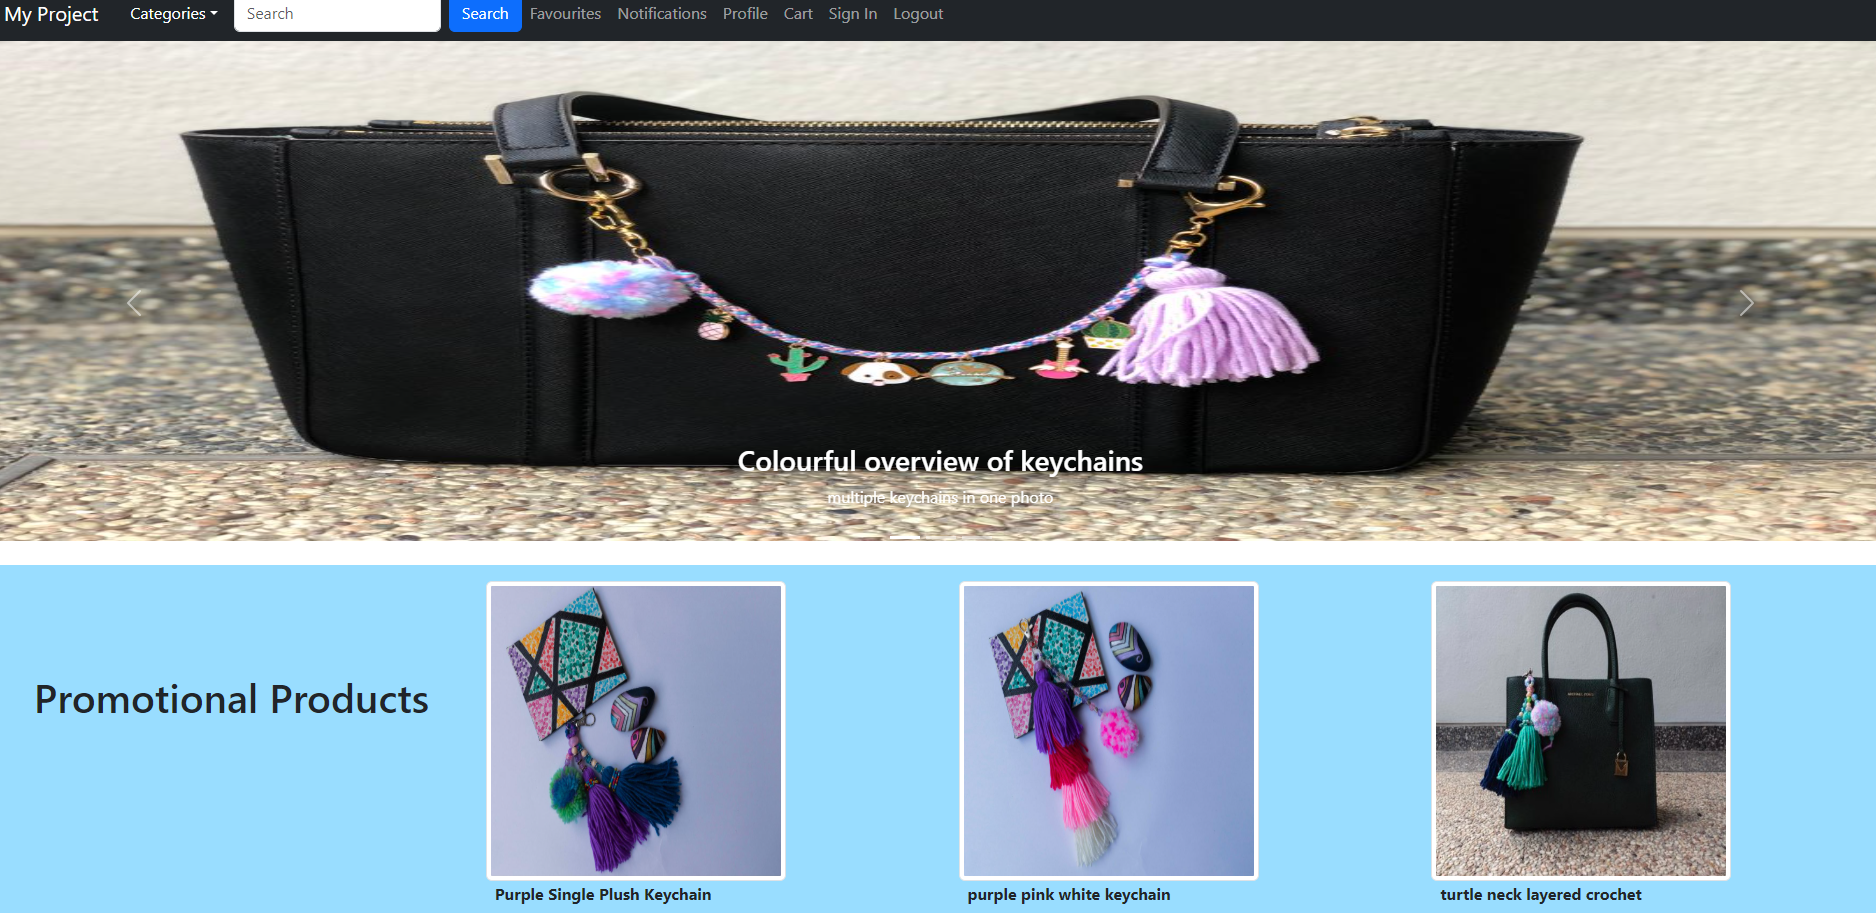 My Project Categories Search Search Favourites Notifications Profile Cart Sign In Logout
Colourful overview of keychains
multiple keychains in one photo
Promotional Products
Purple Single Plush Keychain
purple pink white keychain
turtle neck layered crochet